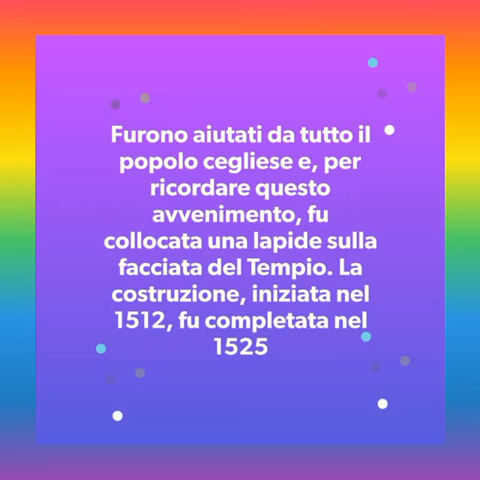 Furono aiutati da tutto il
popolo cegliese e, per
ricordare questo
avvenimento, fu
collocata una lapide sulla
facciata del Tempio. La
costruzione, iniziata nel
1512, fu completata nel
1525